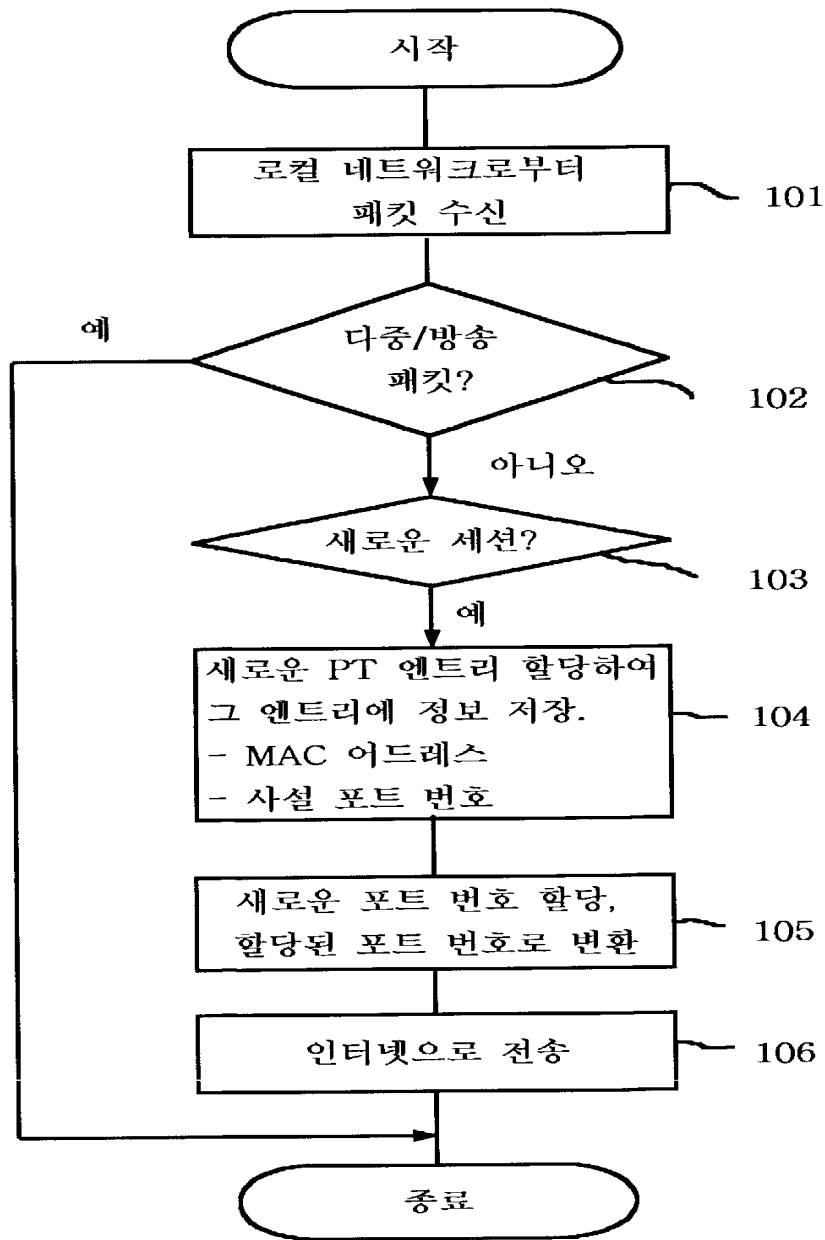 시작
로컬 네트워크로부터
패킷 수신
101
예
다중/방송
패킷?
102
아니오
새로운 세션?
103
예
새로운 PT 엔트리 할당하여
그 엔트리에 정보 저장.
- MAC 어드레스
- 사설 포트 번호
104
새로운 포트 번호 할당,
할당된 포트 번호로 변환
105
인터넷으로 전송
106
종료